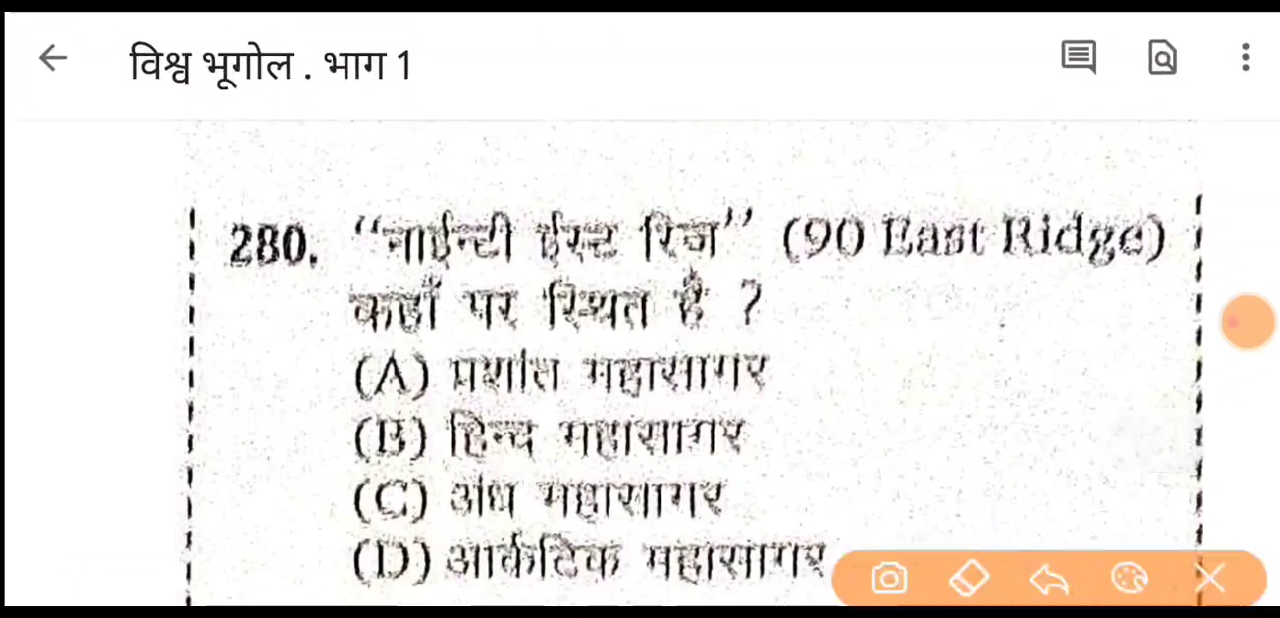 विश्व भूगोल . भाग 1
280. “नाईन्टी ईस्ट रिज” (90 East Ridge)
कहाँ पर स्थित है ?
(A) प्रशांत महासागर
(B) हिन्द महासागर
(C) अंध महासागर
(D) आर्कटिक महासागर